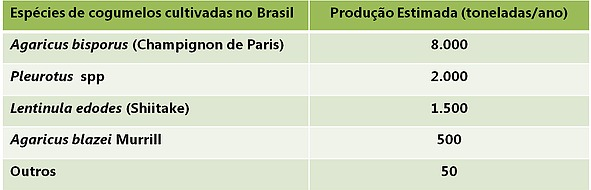 Espécies de cogumelos cultivadas no Brasil Produção Estimada (toneladas/ano)
Agaricus bisporus (Champignon de Paris) 8.000
Pleurotus spp 2.000
Lentinula edodes (Shiitake) 1.500
Agaricus blazei Murrill 500
Outros 50